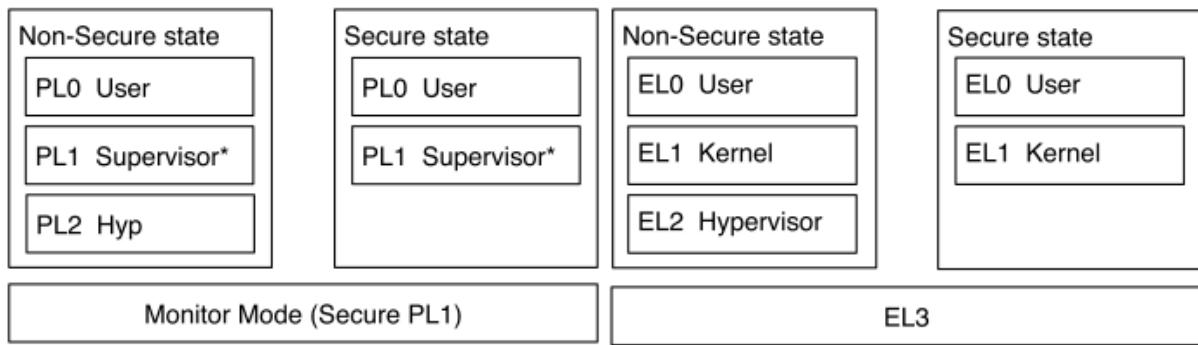 Non-Secure state
PL0 User
PL1 Supervisor*
PL2 Hyp
Secure state
PL0 User
PL1 Supervisor*
Monitor Mode (Secure PL1)
Non-Secure state
EL0 User
EL1 Kernel
EL2 Hypervisor
Secure state
EL0 User
EL1 Kernel
EL3